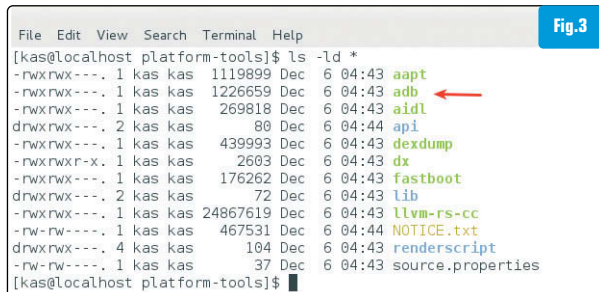 Fig.3
File Edit View Search Terminal Help
[kas@localhost platform-tools]$ ls -ld *
-rwxrwx---. 1 kas kas 1119899 Dec 6 04:43 aapt
-rwxrwx---. 1 kas kas 1226659 Dec 6 04:43 adb
-rwxrwx---. 1 kas kas 269818 Dec 6 04:43 aidl
drwxrwx---. 2 kas kas 80 Dec 6 04:44 api
-rwxrwx---. 1 kas kas 439993 Dec 6 04:43 dexdump
-rwxrwxr-x. 1 kas kas 2603 Dec 6 04:43 dx
-rwxrwx---. 1 kas kas 176262 Dec 6 04:43 fastboot
drwxrwx---. 2 kas kas 72 Dec 6 04:43 lib
-rwxrwx---. 1 kas kas 24867619 Dec 6 04:43 llvm-rs-cc
-rw-rw----. 1 kas kas 467531 Dec 6 04:44 NOTICE.txt
drwxrwx---. 4 kas kas 104 Dec 6 04:43 renderscript
-rw-rw----. 1 kas kas 37 Dec 6 04:43 source.properties
[kas@localhost platform-tools]$